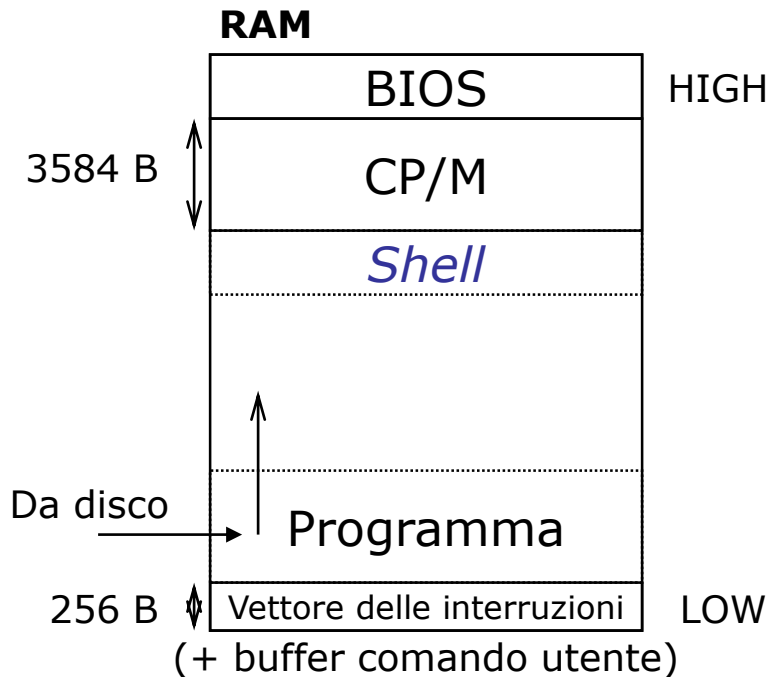 RAM
BIOS
HIGH
3584 B
CP/M
Shell
Da disco
Programma
256 B
Vettore delle interruzioni
LOW
(+ buffer comando utente)